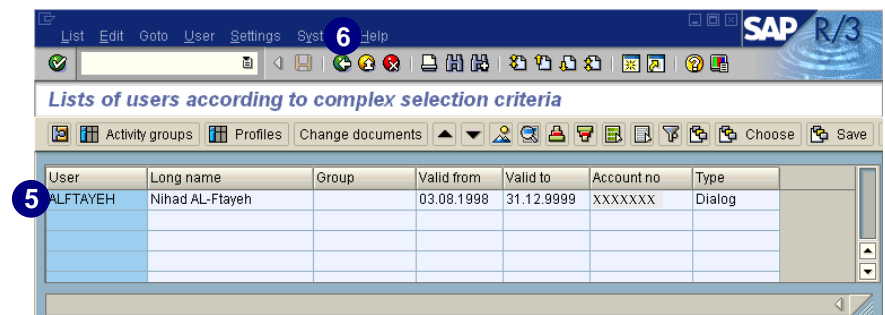 List Edit Goto User Settings Syst 6 Help
SAP R/3
Lists of users according to complex selection criteria
Activity groups Profiles Change documents Choose Save
User Long name Group Valid from Valid to Account no Type
5 ALFTAYEH Nihad AL-Ftayeh 03.08.1998 31.12.9999 XXXXXXX Dialog